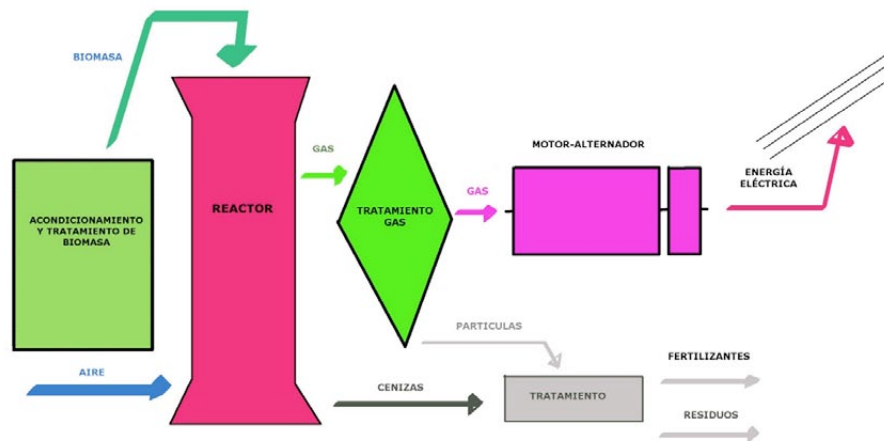 BIOMASA
GAS
MOTOR-ALTERNADOR
ENERGÍA
ELÉCTRICA
ACONDICIONAMIENTO
Y TRATAMIENTO DE
BIOMASA
REACTOR
TRATAMIENTO
GAS
GAS
PARTICULAS
FERTILIZANTES
AIRE
CENIZAS
TRATAMIENTO
RESIDUOS